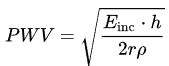 PWV = √(E_inc · h / 2rρ)